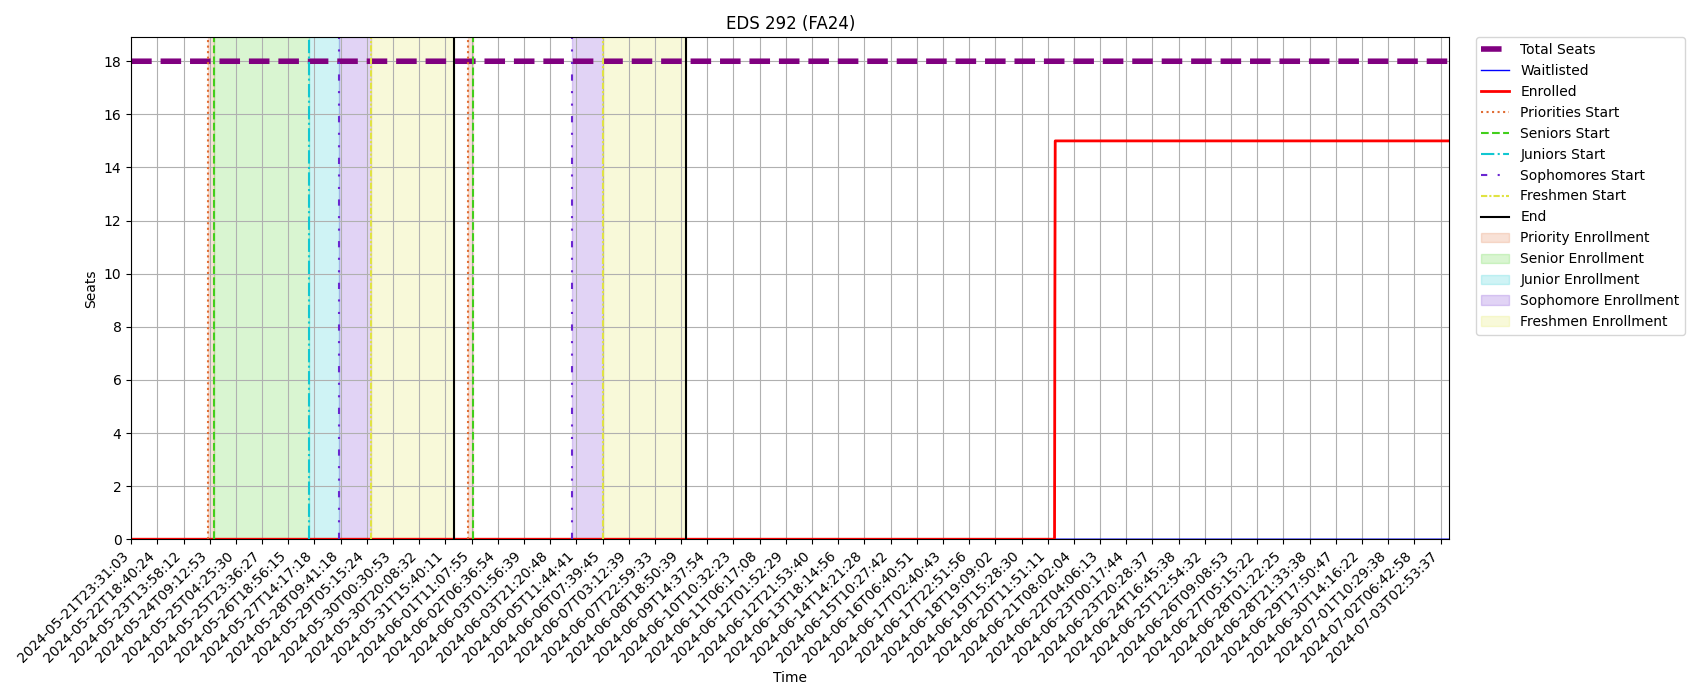 EDS 292 (FA24)
Total Seats
Waitlisted
Enrolled
Priorities Start
Seniors Start
Juniors Start
Sophomores Start
Freshmen Start
End
Priority Enrollment
Senior Enrollment
Junior Enrollment
Sophomore Enrollment
Freshmen Enrollment
Seats
18
16
14
12
10
8
6
4
2
0
2024-05-21T23:31:03
2024-05-22T18:40:24
2024-05-23T13:58:12
2024-05-24T09:12:53
2024-05-25T04:25:30
2024-05-25T23:36:27
2024-05-26T18:56:15
2024-05-27T14:17:18
2024-05-28T09:41:18
2024-05-29T05:15:24
2024-05-30T00:30:53
2024-05-30T20:08:32
2024-05-31T15:40:11
2024-06-01T11:07:55
2024-06-02T06:36:54
2024-06-03T01:56:39
2024-06-03T21:20:48
2024-06-05T11:44:41
2024-06-06T07:39:45
2024-06-07T03:12:39
2024-06-07T22:59:33
2024-06-08T18:50:39
2024-06-09T14:37:54
2024-06-10T10:32:23
2024-06-11T06:17:08
2024-06-12T01:52:29
2024-06-12T21:53:40
2024-06-13T18:14:56
2024-06-14T14:21:28
2024-06-15T10:27:42
2024-06-16T06:40:51
2024-06-17T02:40:43
2024-06-17T22:51:56
2024-06-18T19:09:02
2024-06-19T15:28:30
2024-06-20T11:51:11
2024-06-21T08:02:04
2024-06-22T04:06:13
2024-06-23T00:17:44
2024-06-23T20:28:37
2024-06-24T16:45:38
2024-06-25T12:54:32
2024-06-26T09:08:53
2024-06-27T05:15:22
2024-06-28T01:22:25
2024-06-28T21:33:38
2024-06-29T17:50:47
2024-06-30T14:16:22
2024-07-01T10:29:38
2024-07-02T06:42:58
2024-07-03T02:53:37
Time